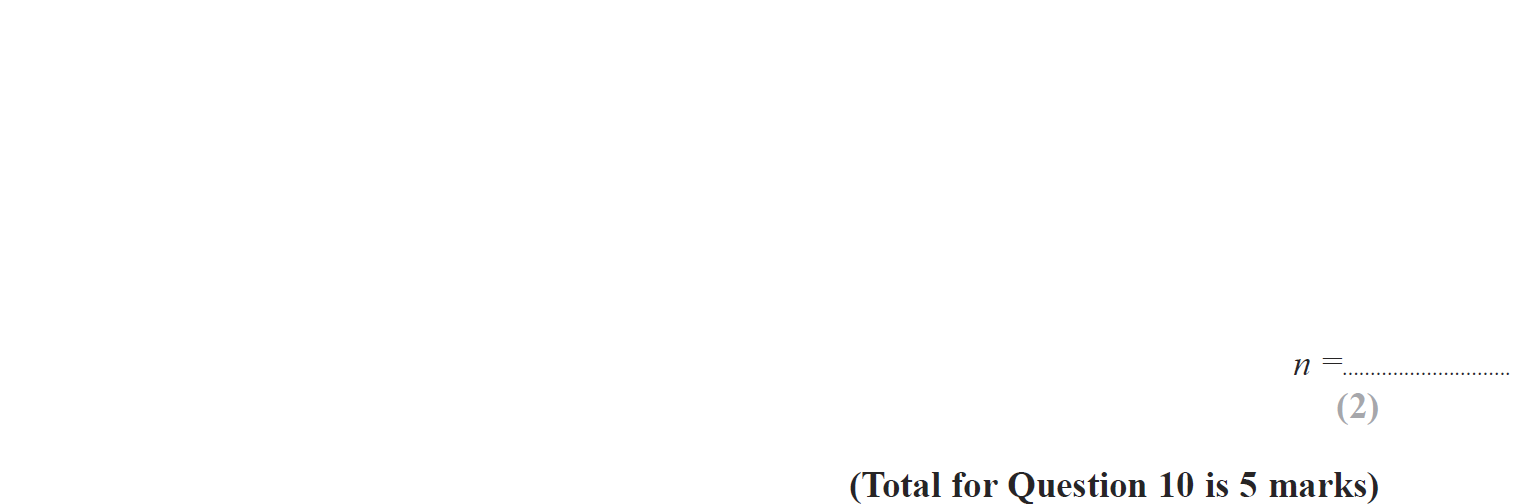 n = ..............................
(2)
(Total for Question 10 is 5 marks)